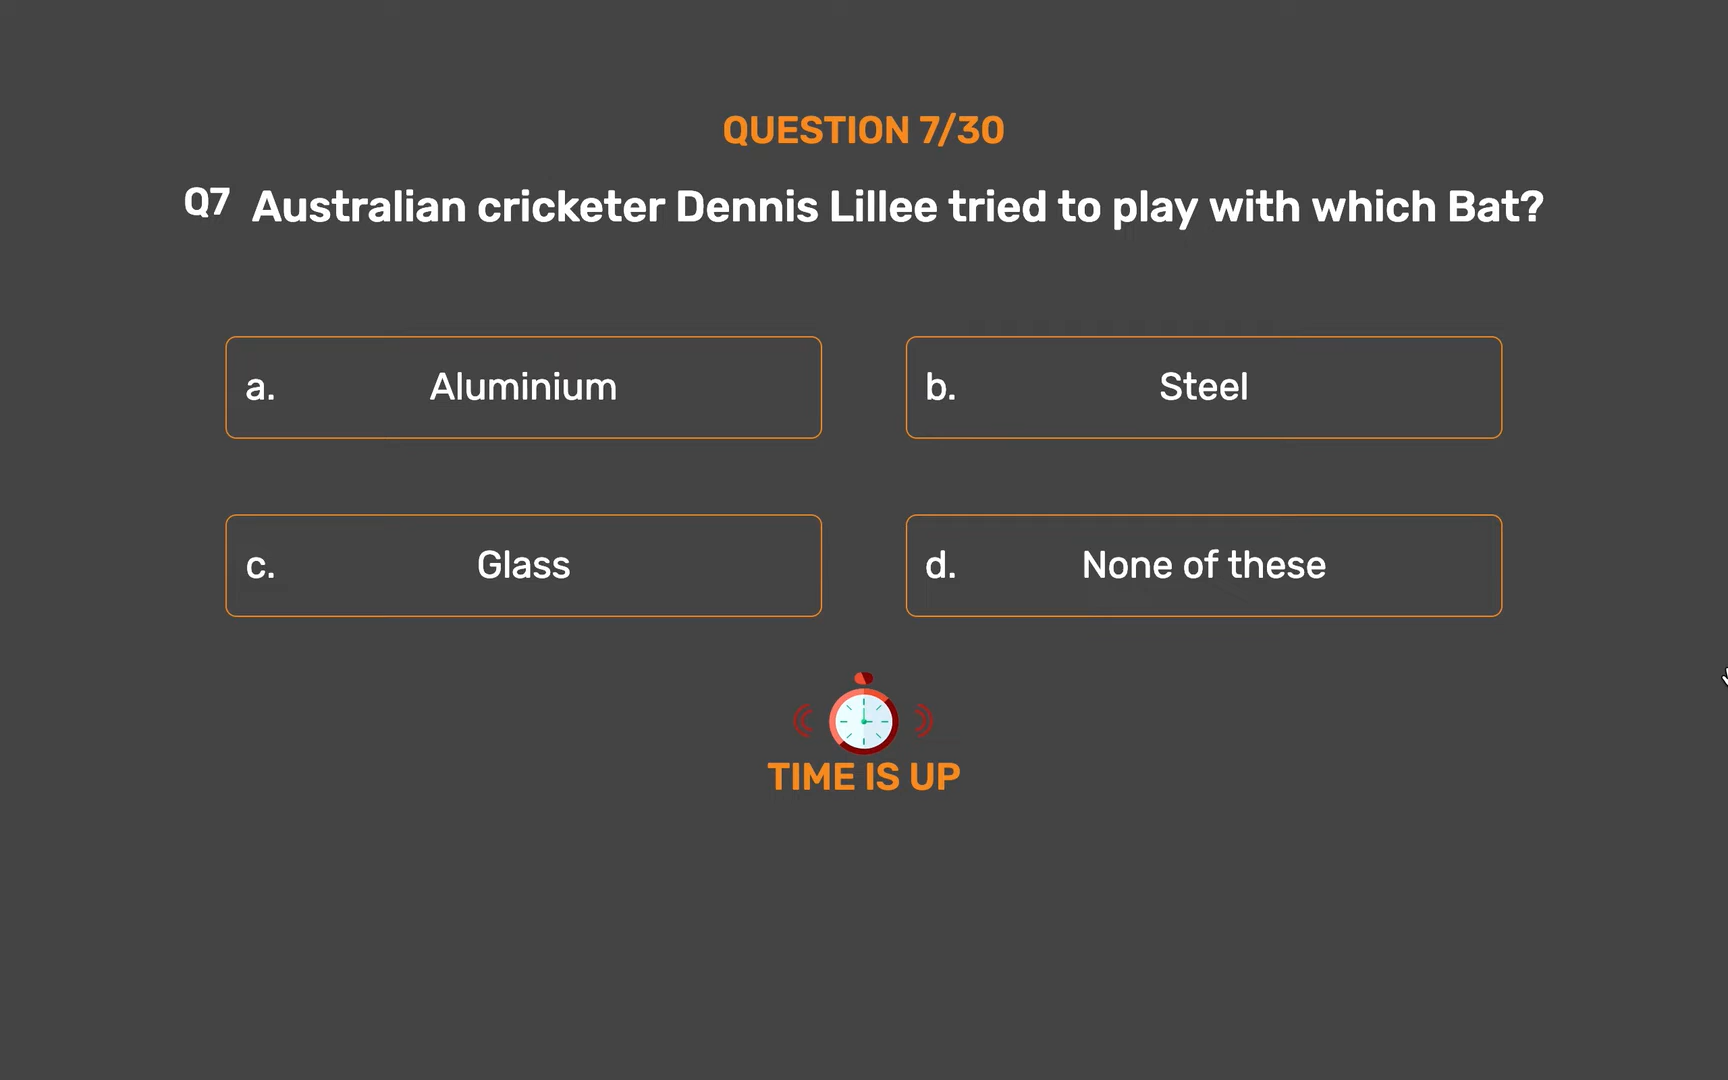 QUESTION 7/30
Q7 Australian cricketer Dennis Lillee tried to play with which Bat?
a. Aluminium
b. Steel
c. Glass
d. None of these
TIME IS UP